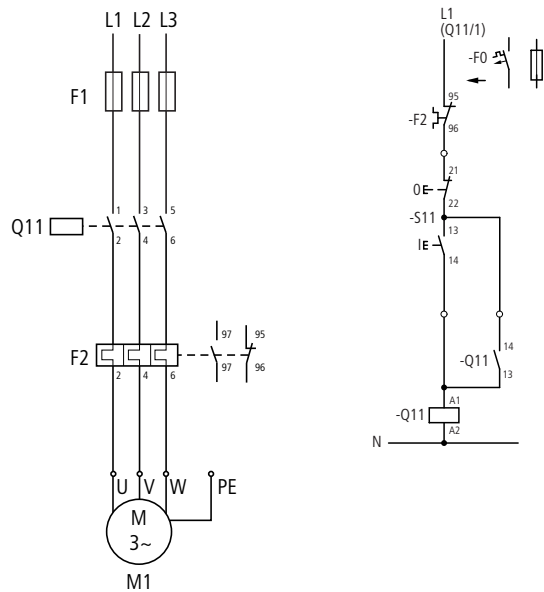 L1 L2 L3
F1
Q11
1 3 5
2 4 6
F2
97 95
97 96
2 4 6
U V W PE
M
3~
M1
L1
(Q11/1)
-F0
95
-F2
96
21
0E
22
-S11
13
IE
14
14
-Q11
13
A1
-Q11
A2
N